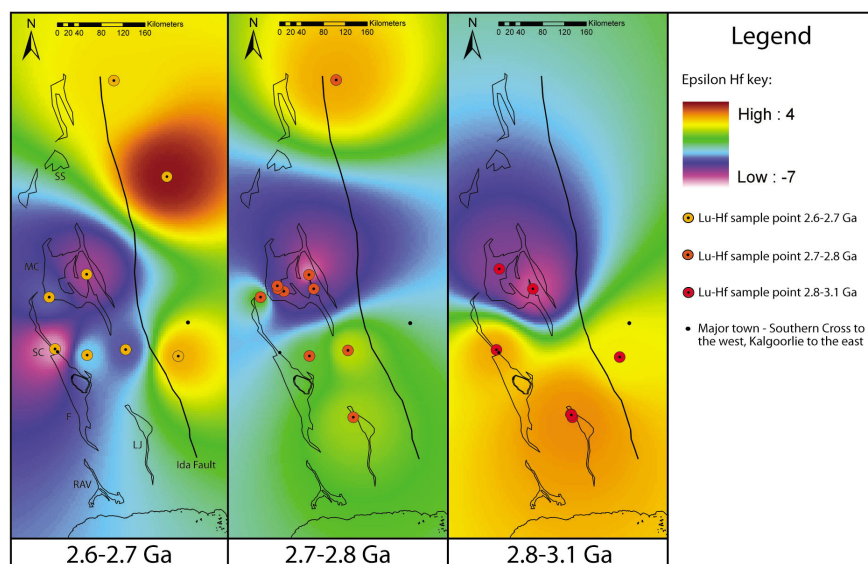 N
Kilometers
0 20 40 80 120 160
SS
MC
SC
F
LJ
Ida Fault
RAV
2.6-2.7 Ga
N
Kilometers
0 20 40 80 120 160
2.7-2.8 Ga
N
Kilometers
0 20 40 80 120 160
2.8-3.1 Ga
Legend
Epsilon Hf key:
High : 4
Low : -7
Lu-Hf sample point 2.6-2.7 Ga
Lu-Hf sample point 2.7-2.8 Ga
Lu-Hf sample point 2.8-3.1 Ga
Major town - Southern Cross to
the west, Kalgoorlie to the east